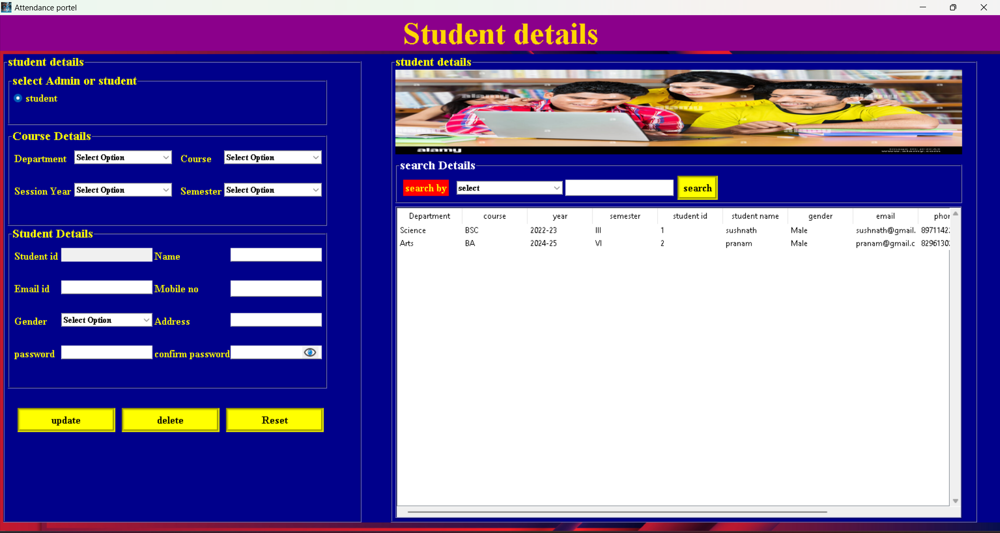 Attendance portel
Student details
student details
select Admin or student
student
Course Details
Department Select Option Course Select Option
Session Year Select Option Semester Select Option
Student Details
Student id Name
Email id Mobile no
Gender Select Option Address
password confirm password
update delete Reset
student details
alamy
www.alamy.com
search Details
search by select search
Department course year semester student id student name gender email phor
Science BSC 2022-23 III 1 sushnath Male sushnath@gmail. 8971142
Arts BA 2024-25 VI 2 pranam Male pranam@gmail.c 8296130